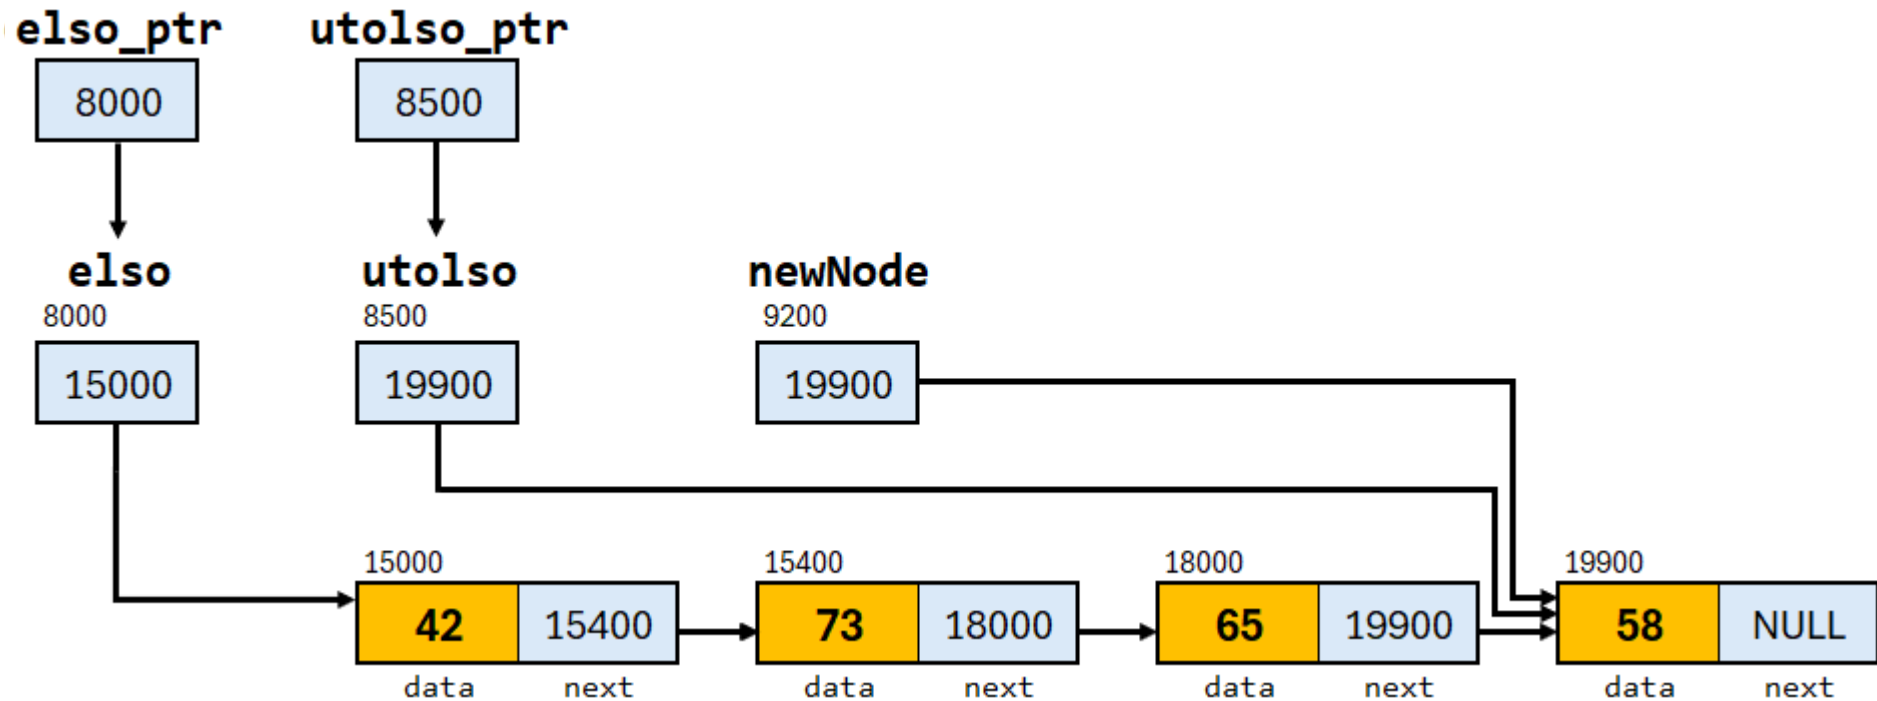 elso_ptr utolso_ptr
8000 8500
elso utolso newNode
8000 8500 9200
15000 19900 19900
15000 15400 18000 19900
42 15400 73 18000 65 19900 58 NULL
data next data next data next data next